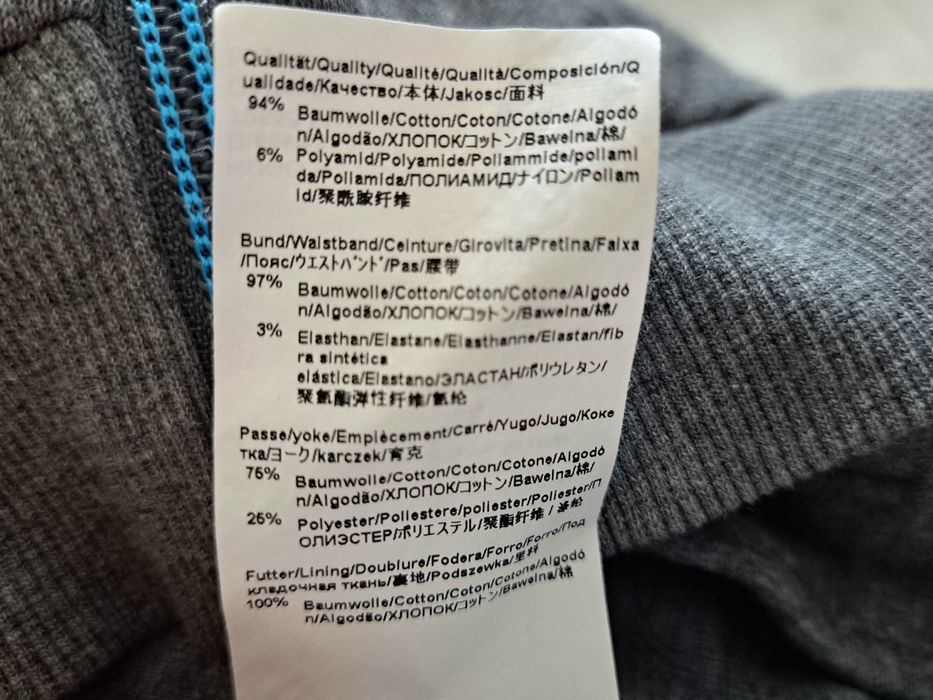 Qualität/Quality/Qualité/Qualità/Composición/Q
ualidade/Качество/本体/Jakosc/面料
94% Baumwolle/Cotton/Coton/Cotone/Algodó
n/Algodão/ХЛОПОК/コットン/Bawelna/棉/
6% Polyamid/Polyamide/Poliammide/poliami
da/Poliamida/ПОЛИАМИД/ナイロン/Poliam
id/聚酰胺纤维
Bund/Waistband/Ceinture/Girovita/Pretina/Faixa
/Пояс/ウエストバンド/Pas/腰带
97% Baumwolle/Cotton/Coton/Cotone/Algodó
n/Algodão/ХЛОПОК/コットン/Bawelna/棉/
3% Elasthan/Elastane/Elasthanne/Elastan/fib
ra sintética
elástica/Elastano/ЭЛАСТАН/ポリウレタン/
聚氨酯弹性纤维/氨纶
Passe/yoke/Emplècement/Carré/Yugo/Jugo/Коке
тка/ヨーク/karczek/育克
75% Baumwolle/Cotton/Coton/Cotone/Algodó
n/Algodão/ХЛОПОК/コットン/Bawelna/棉/
25% Polyester/Poliestere/poliester/Poliester/П
ОЛИЭСТЕР/ポリエステル/聚酯纤维/涤纶
Futter/Lining/Doublure/Fodera/Forro/Forro/Под
кладочная ткань/裏地/Podszewka/里料
100% Baumwolle/Cotton/Coton/Cotone/Algodó
n/Algodão/ХЛОПОК/コットン/Bawelna/棉